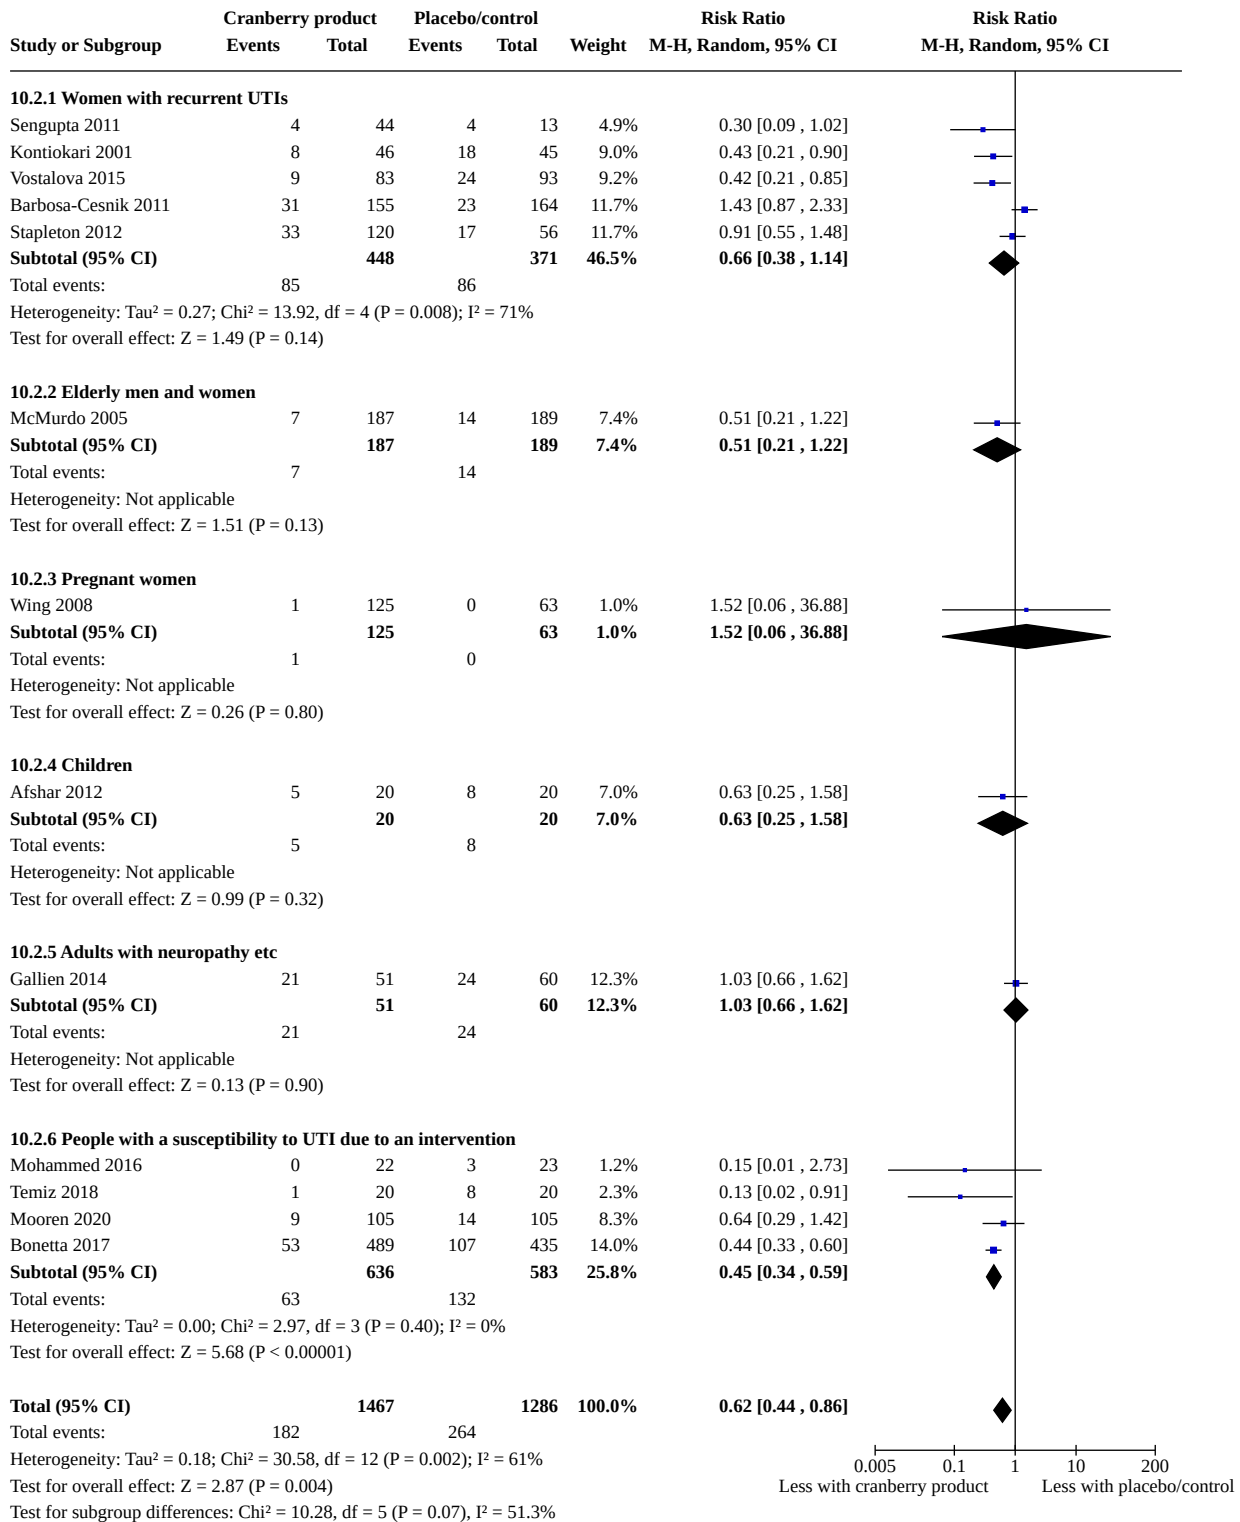 Cranberry product Placebo/control Risk Ratio Risk Ratio
Study or Subgroup Events Total Events Total Weight M-H, Random, 95% CI M-H, Random, 95% CI
10.2.1 Women with recurrent UTIs
Sengupta 2011 4 44 4 13 4.9% 0.30 [0.09 , 1.02]
Kontiokari 2001 8 46 18 45 9.0% 0.43 [0.21 , 0.90]
Vostalova 2015 9 83 24 93 9.2% 0.42 [0.21 , 0.85]
Barbosa-Cesnik 2011 31 155 23 164 11.7% 1.43 [0.87 , 2.33]
Stapleton 2012 33 120 17 56 11.7% 0.91 [0.55 , 1.48]
Subtotal (95% CI) 448 371 46.5% 0.66 [0.38 , 1.14]
Total events: 85 86
Heterogeneity: Tau² = 0.27; Chi² = 13.92, df = 4 (P = 0.008); I² = 71%
Test for overall effect: Z = 1.49 (P = 0.14)
10.2.2 Elderly men and women
McMurdo 2005 7 187 14 189 7.4% 0.51 [0.21 , 1.22]
Subtotal (95% CI) 187 189 7.4% 0.51 [0.21 , 1.22]
Total events: 7 14
Heterogeneity: Not applicable
Test for overall effect: Z = 1.51 (P = 0.13)
10.2.3 Pregnant women
Wing 2008 1 125 0 63 1.0% 1.52 [0.06 , 36.88]
Subtotal (95% CI) 125 63 1.0% 1.52 [0.06 , 36.88]
Total events: 1 0
Heterogeneity: Not applicable
Test for overall effect: Z = 0.26 (P = 0.80)
10.2.4 Children
Afshar 2012 5 20 8 20 7.0% 0.63 [0.25 , 1.58]
Subtotal (95% CI) 20 20 7.0% 0.63 [0.25 , 1.58]
Total events: 5 8
Heterogeneity: Not applicable
Test for overall effect: Z = 0.99 (P = 0.32)
10.2.5 Adults with neuropathy etc
Gallien 2014 21 51 24 60 12.3% 1.03 [0.66 , 1.62]
Subtotal (95% CI) 51 60 12.3% 1.03 [0.66 , 1.62]
Total events: 21 24
Heterogeneity: Not applicable
Test for overall effect: Z = 0.13 (P = 0.90)
10.2.6 People with a susceptibility to UTI due to an intervention
Mohammed 2016 0 22 3 23 1.2% 0.15 [0.01 , 2.73]
Temiz 2018 1 20 8 20 2.3% 0.13 [0.02 , 0.91]
Mooren 2020 9 105 14 105 8.3% 0.64 [0.29 , 1.42]
Bonetta 2017 53 489 107 435 14.0% 0.44 [0.33 , 0.60]
Subtotal (95% CI) 636 583 25.8% 0.45 [0.34 , 0.59]
Total events: 63 132
Heterogeneity: Tau² = 0.00; Chi² = 2.97, df = 3 (P = 0.40); I² = 0%
Test for overall effect: Z = 5.68 (P < 0.00001)
Total (95% CI) 1467 1286 100.0% 0.62 [0.44 , 0.86]
Total events: 182 264
Heterogeneity: Tau² = 0.18; Chi² = 30.58, df = 12 (P = 0.002); I² = 61%
0.005 0.1 1 10 200
Test for overall effect: Z = 2.87 (P = 0.004)
Less with cranberry product Less with placebo/control
Test for subgroup differences: Chi² = 10.28, df = 5 (P = 0.07), I² = 51.3%